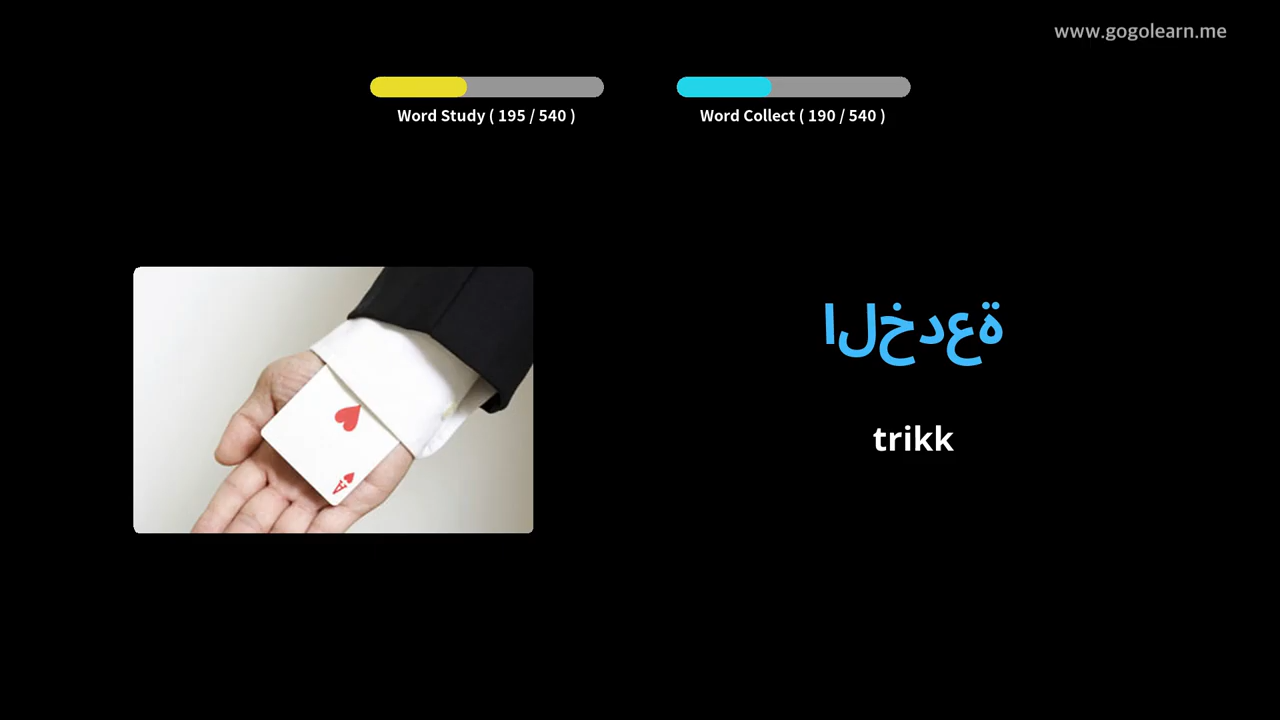 www.gogolearn.me
Word Study ( 195 / 540 )
Word Collect ( 190 / 540 )
الخدعة
trikk
A